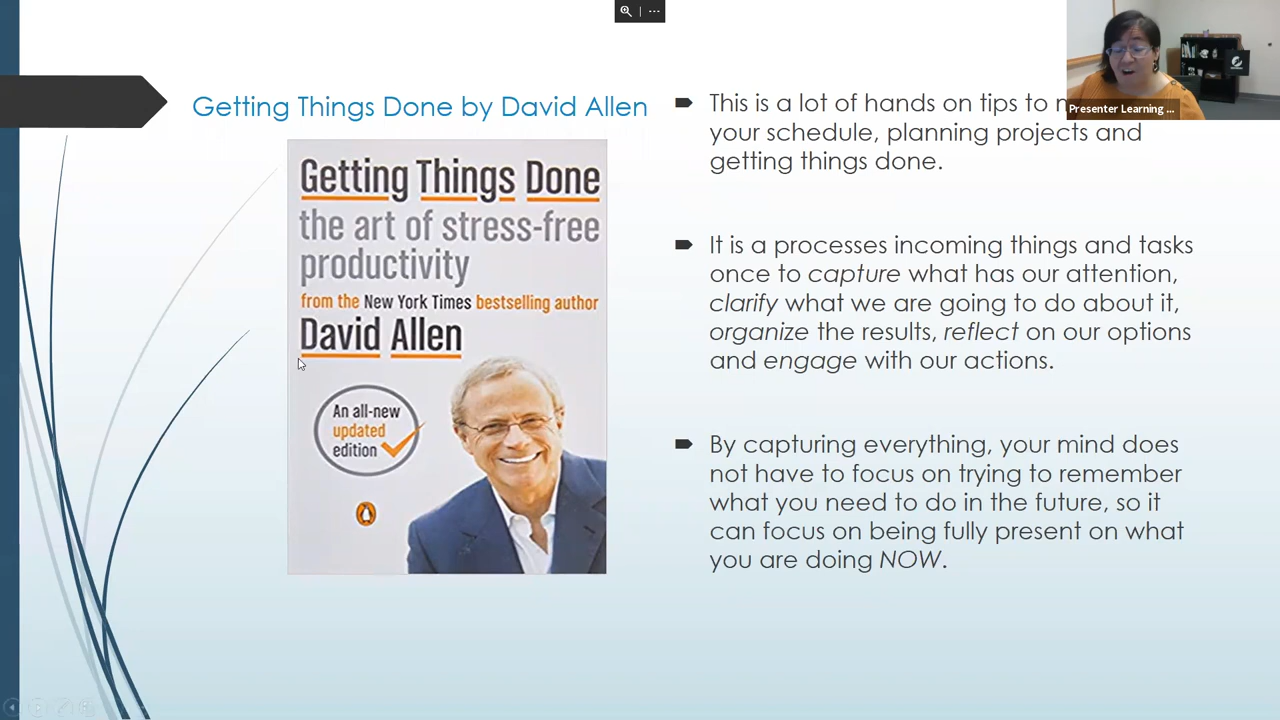 Getting Things Done by David Allen
Getting Things Done
the art of stress-free
productivity
from the New York Times bestselling author
David Allen
An all-new
updated
edition
This is a lot of hands on tips to
your schedule, planning projects and
getting things done.
It is a processes incoming things and tasks
once to capture what has our attention,
clarify what we are going to do about it,
organize the results, reflect on our options
and engage with our actions.
By capturing everything, your mind does
not have to focus on trying to remember
what you need to do in the future, so it
can focus on being fully present on what
you are doing NOW.
Presenter Learning ...